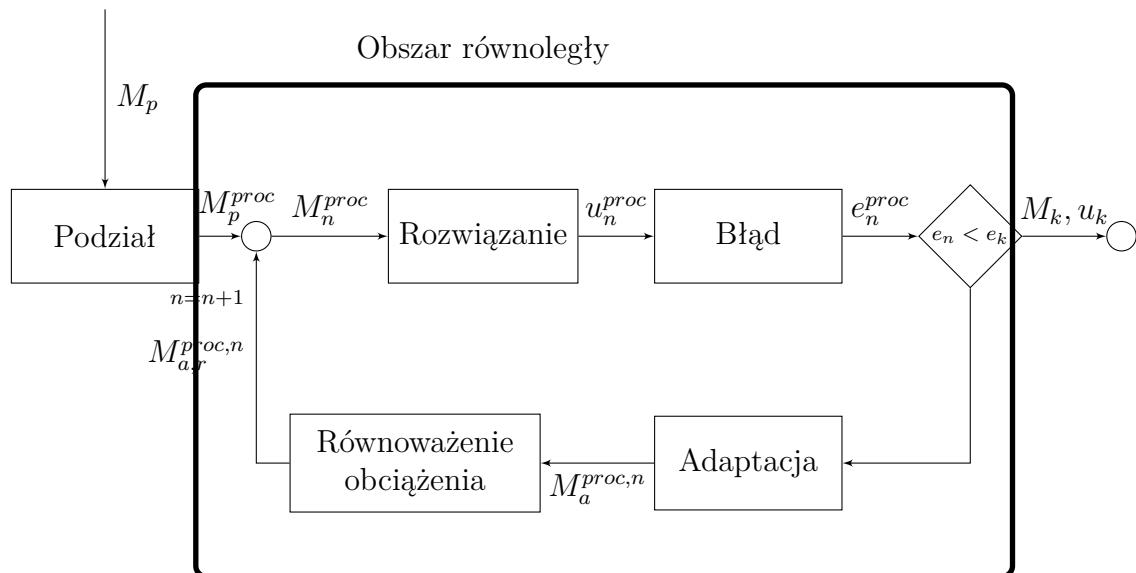 Obszar równoległy
$M_p$
Podział
$M_p^{proc}$
$M_n^{proc}$
Rozwiązanie
$u_n^{proc}$
Błąd
$e_n^{proc}$
$e_n < e_k$
$M_k, u_k$
$n=n+1$
$M_{a,r}^{proc,n}$
Równoważenie
obciążenia
$M_a^{proc,n}$
Adaptacja